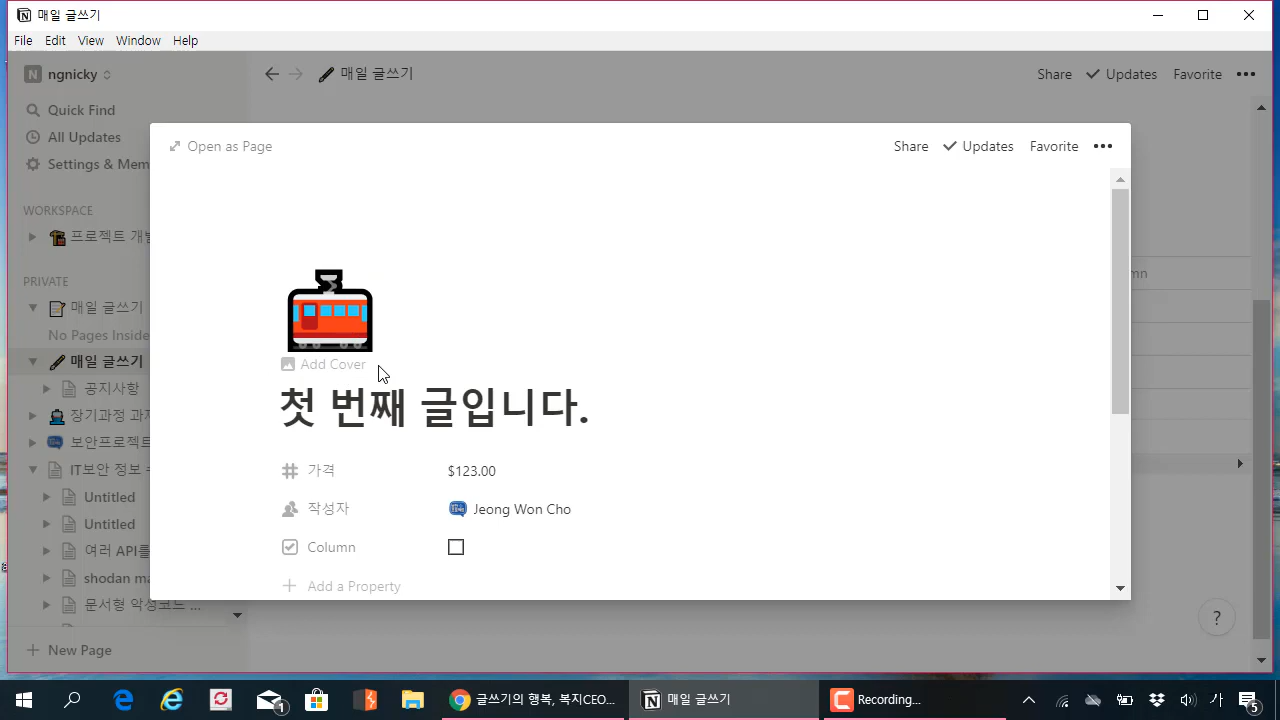 매일 글쓰기
File Edit View Window Help
N ngnicky
매일 글쓰기
Share Updates Favorite
Quick Find
All Updates
Settings & Mem
WORKSPACE
프로젝트 개발
PRIVATE
매일 글쓰기
No Pages Inside
매일 글쓰기
공지사항
장기과정 과제
보안프로젝트
IT보안 정보
Untitled
Untitled
여러 API를
shodan ma
문서형 악성코드 ...
New Page
Open as Page
Share Updates Favorite
Add Cover
첫 번째 글입니다.
가격 $123.00
작성자 Jeong Won Cho
Column
Add a Property
mn
?
글쓰기의 행복, 복지CEO...
매일 글쓰기
Recording...
가
1
5